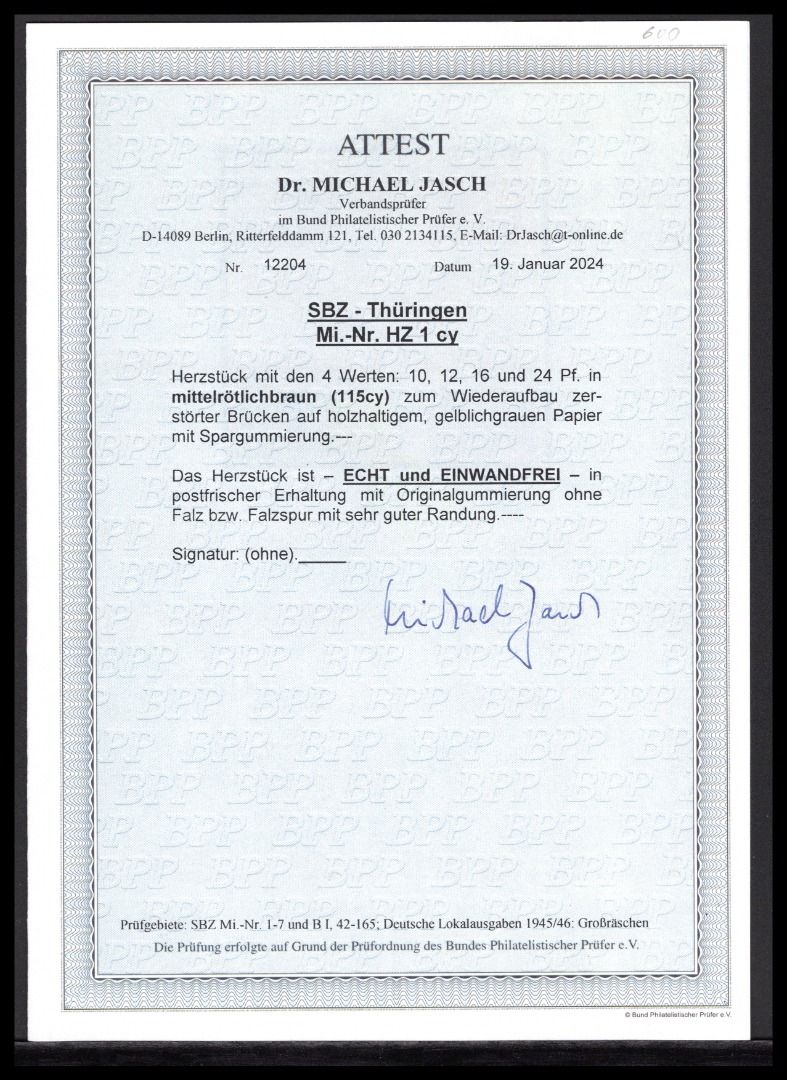 600
ATTEST
Dr. MICHAEL JASCH
Verbandsprüfer
im Bund Philatelistischer Prüfer e. V.
D-14089 Berlin, Ritterfelddamm 121, Tel. 030 2134115, E-Mail: DrJasch@t-online.de
Nr. 12204 Datum 19. Januar 2024
SBZ - Thüringen
Mi.-Nr. HZ 1 cy
Herzstück mit den 4 Werten: 10, 12, 16 und 24 Pf. in
mittelrötlichbraun (115cy) zum Wiederaufbau zer-
störter Brücken auf holzhaltigem, gelblichgrauen Papier
mit Spargummierung.---
Das Herzstück ist – ECHT und EINWANDFREI – in
postfrischer Erhaltung mit Originalgummierung ohne
Falz bzw. Falzspur mit sehr guter Randung.----
Signatur: (ohne).
Michael Jasch
Prüfgebiete: SBZ Mi.-Nr. 1-7 und B I, 42-165; Deutsche Lokalausgaben 1945/46: Großräschen
Die Prüfung erfolgte auf Grund der Prüfordnung des Bundes Philatelistischer Prüfer e.V.
© Bund Philatelistischer Prüfer e.V.